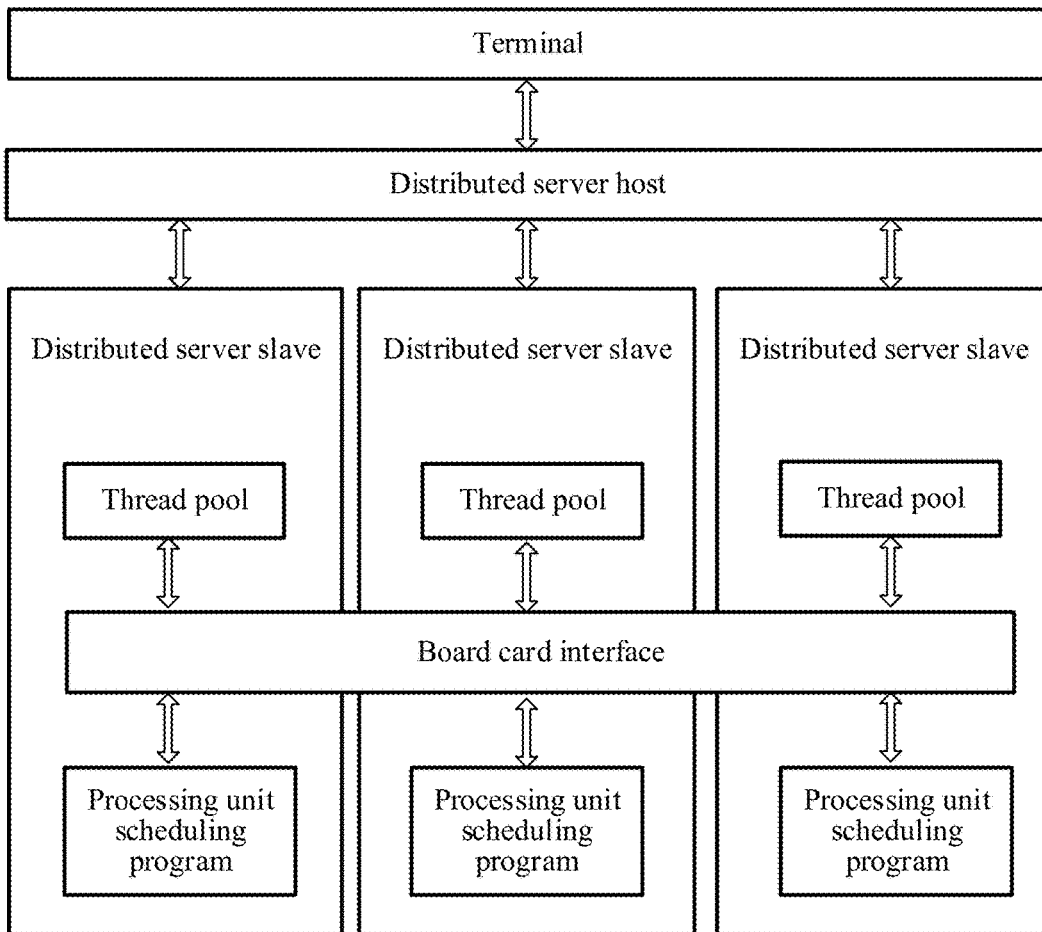 Terminal
Distributed server host
Distributed server slave
Distributed server slave
Distributed server slave
Thread pool
Thread pool
Thread pool
Board card interface
Processing unit
scheduling
program
Processing unit
scheduling
program
Processing unit
scheduling
program